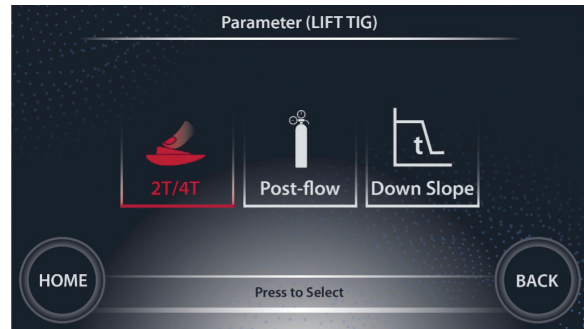 Parameter (LIFT TIG)
t
2T/4T
Post-flow
Down Slope
HOME
Press to Select
BACK